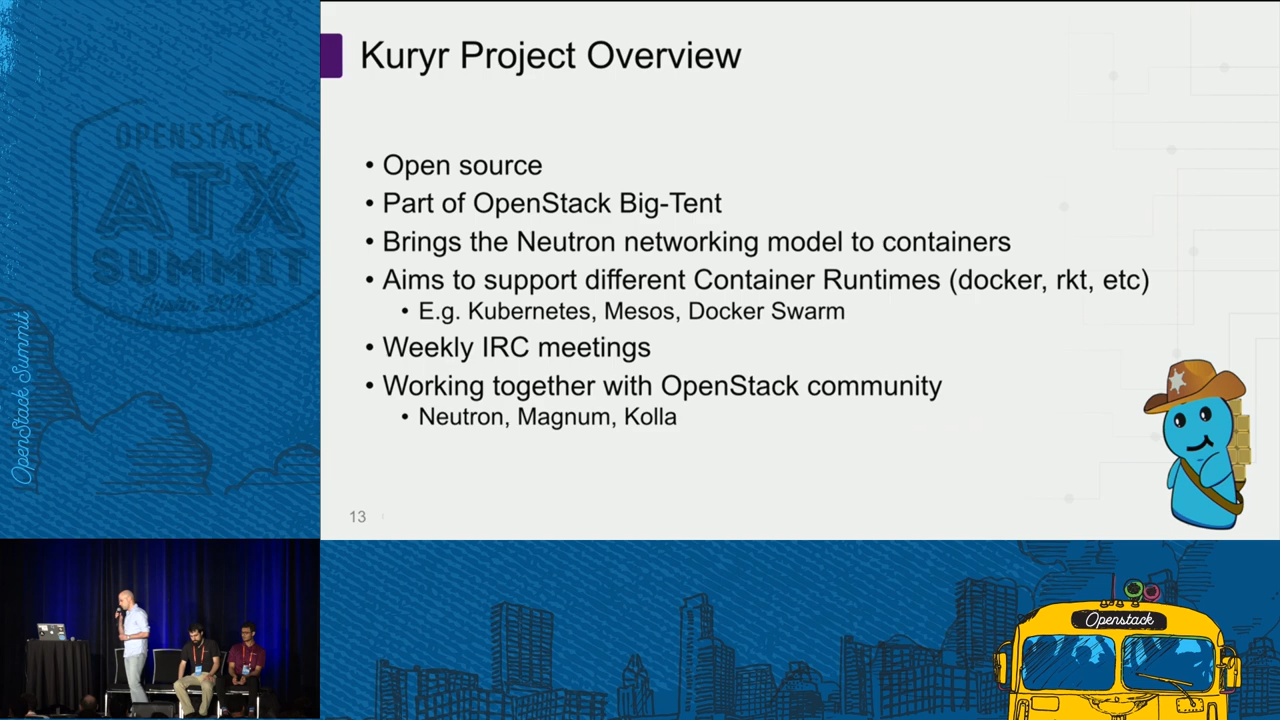 Kuryr Project Overview
• Open source
• Part of OpenStack Big-Tent
• Brings the Neutron networking model to containers
• Aims to support different Container Runtimes (docker, rkt, etc)
• E.g. Kubernetes, Mesos, Docker Swarm
• Weekly IRC meetings
• Working together with OpenStack community
• Neutron, Magnum, Kolla
13
OPENSTACK
ATX
SUMMIT
Austin 2016
OpenStack Summit
Openstack